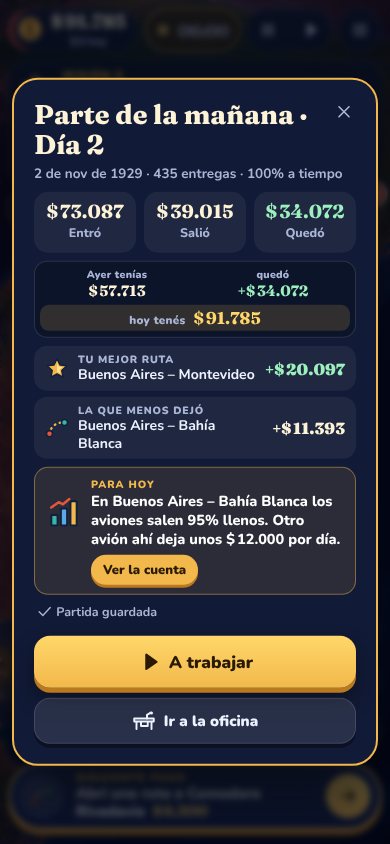 Parte de la mañana ·
Día 2
2 de nov de 1929 · 435 entregas · 100% a tiempo
$73.087
Entró
$39.015
Salió
$34.072
Quedó
Ayer tenías
$57.713
quedó
+$34.072
hoy tenés $91.785
TU MEJOR RUTA
Buenos Aires – Montevideo
+$20.097
LA QUE MENOS DEJÓ
Buenos Aires – Bahía
Blanca
+$11.393
PARA HOY
En Buenos Aires – Bahía Blanca los
aviones salen 95% llenos. Otro
avión ahí deja unos $12.000 por día.
Ver la cuenta
Partida guardada
A trabajar
Ir a la oficina